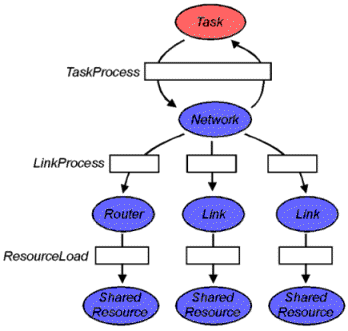 Task
TaskProcess
Network
LinkProcess
Router
Link
Link
ResourceLoad
Shared
Resource
Shared
Resource
Shared
Resource